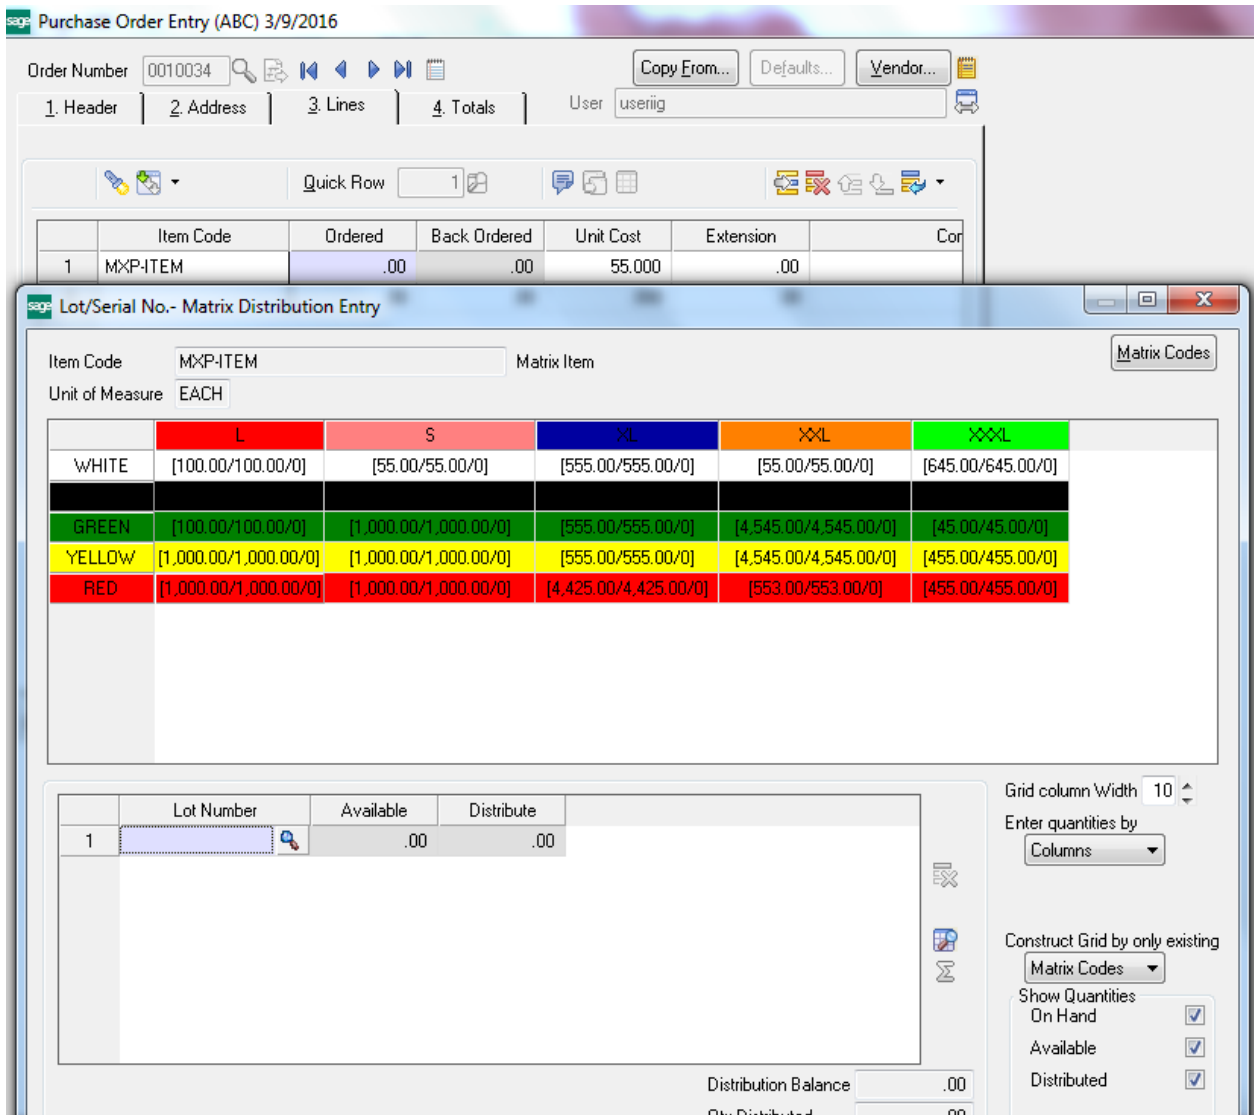 sage Purchase Order Entry (ABC) 3/9/2016
Order Number 0010034 Copy From... Defaults... Vendor...
1. Header 2. Address 3. Lines 4. Totals User useriig
Quick Row 1
Item Code Ordered Back Ordered Unit Cost Extension Cor
1 MXP-ITEM .00 .00 55.000 .00
sage Lot/Serial No.- Matrix Distribution Entry
Item Code MXP-ITEM Matrix Item Matrix Codes
Unit of Measure EACH
L S XL XXL XXXL
WHITE [100.00/100.00/0] [55.00/55.00/0] [555.00/555.00/0] [55.00/55.00/0] [645.00/645.00/0]
GREEN [100.00/100.00/0] [1,000.00/1,000.00/0] [555.00/555.00/0] [4,545.00/4,545.00/0] [45.00/45.00/0]
YELLOW [1,000.00/1,000.00/0] [1,000.00/1,000.00/0] [555.00/555.00/0] [4,545.00/4,545.00/0] [455.00/455.00/0]
RED [1,000.00/1,000.00/0] [1,000.00/1,000.00/0] [4,425.00/4,425.00/0] [553.00/553.00/0] [455.00/455.00/0]
Grid column Width 10
Lot Number Available Distribute
Enter quantities by
1 .00 .00
Columns
Construct Grid by only existing
Matrix Codes
Show Quantities
On Hand
Available
Distributed
Distribution Balance .00
Qty Distributed .00